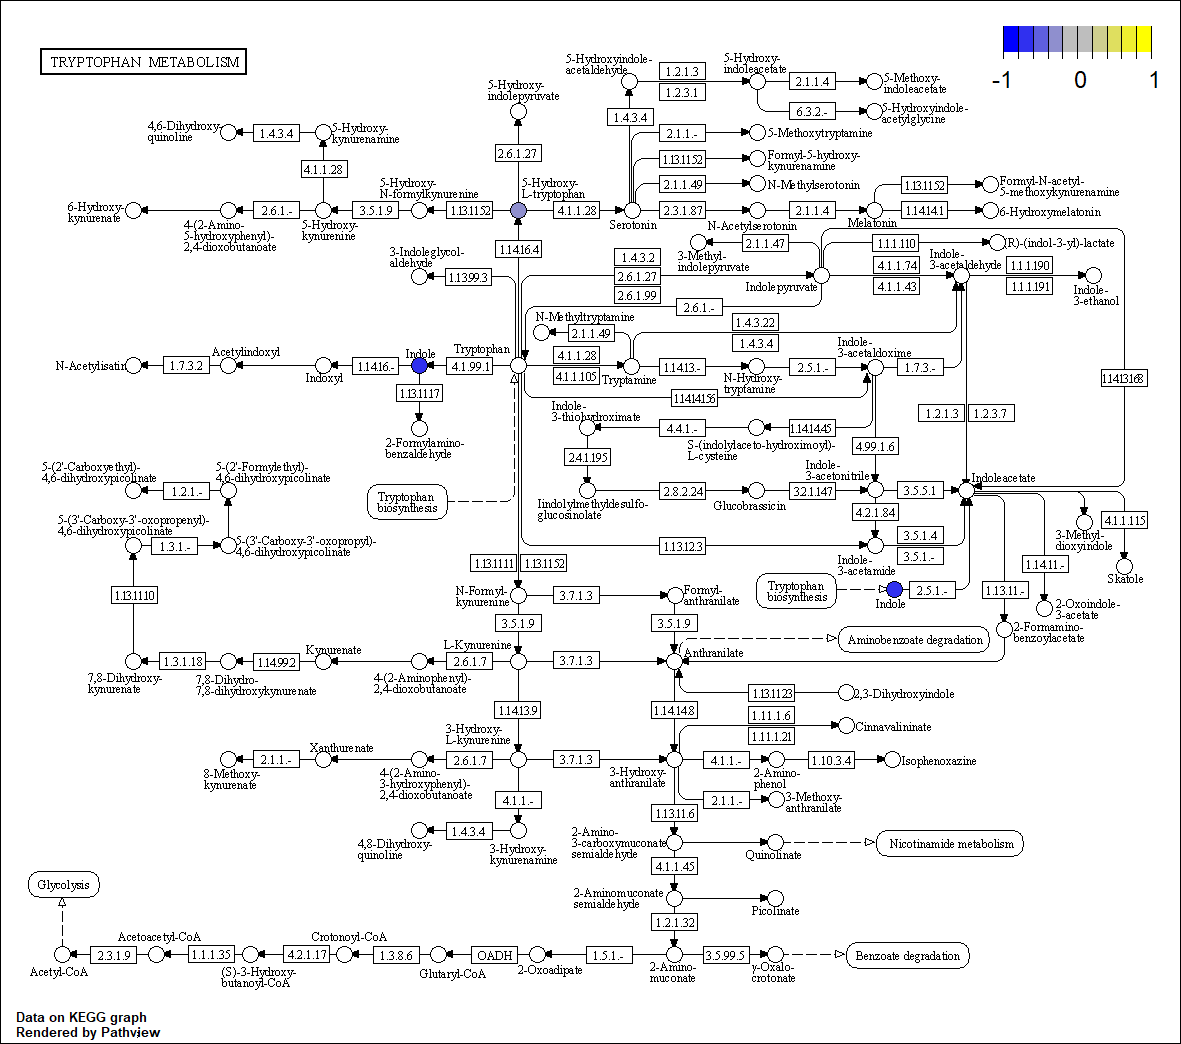 TRYPTOPHAN METABOLISM
-1
0
1
5-Hydroxyindole-
acetaldehyde
1.2.1.3
1.2.3.1
5-Hydroxy-
indoleacetate
2.1.1.4
5-Methoxy-
indoleacetate
6.3.2.-
5-Hydroxyindole-
acetylglycine
5-Hydroxy-
indolepyruvate
1.4.3.4
4,6-Dihydroxy-
quinoline
1.4.3.4
5-Hydroxy-
kynurenamine
2.1.1.-
5-Methoxytryptamine
2.6.1.27
4.1.1.28
1.13.11.52
Formyl-5-hydroxy-
kynurenamine
5-Hydroxy-
N-formylkynurenine
5-Hydroxy-
L-tryptophan
2.1.1.49
N-Methylserotonin
1.13.11.52
Formyl-N-acetyl-
5-methoxykynurenamine
6-Hydroxy-
kynurenate
2.6.1.-
3.5.1.9
1.13.11.52
4.1.1.28
2.3.1.87
2.1.1.4
1.14.14.1
6-Hydroxymelatonin
4-(2-Amino-
5-hydroxyphenyl)-
2,4-dioxobutanoate
5-Hydroxy-
kynurenine
Serotonin
N-Acetylserotonin
Melatonin
1.14.16.4
3-Indoleglycol-
aldehyde
1.13.99.3
3-Methyl-
indolepyruvate
2.1.1.47
1.1.1.110
(R)-(indol-3-yl)-lactate
1.4.3.2
2.6.1.27
2.6.1.99
Indolepyruvate
4.1.1.74
4.1.1.43
Indole-
3-acetaldehyde
1.1.1.190
1.1.1.191
Indole-
3-ethanol
2.6.1.-
N-Methyltryptamine
2.1.1.49
1.4.3.22
1.4.3.4
N-Acetylisatin
1.7.3.2
Acetylindoxyl
Indoxyl
1.14.16.-
Indole
4.1.99.1
Tryptophan
4.1.1.28
4.1.1.105
Tryptamine
1.14.13.-
N-Hydroxy-
tryptamine
2.5.1.-
Indole-
3-acetaldoxime
1.7.3.-
1.14.13.168
1.13.11.17
1.14.14.156
2-Formylamino-
benzaldehyde
Indole-
3-thiohydroximate
4.4.1.-
1.14.14.45
S-(indolylaceto-hydroximoyl)-
L-cysteine
1.2.1.3
1.2.3.7
4.99.1.6
5-(2'-Carboxyethyl)-
4,6-dihydroxypicolinate
1.2.1.-
5-(2'-Formylethyl)-
4,6-dihydroxypicolinate
Tryptophan
biosynthesis
2.4.1.195
Indolylmethyldesulfo-
glucosinolate
2.8.2.24
Glucobrassicin
3.2.1.147
Indole-
3-acetonitrile
3.5.5.1
Indoleacetate
4.2.1.84
5-(3'-Carboxy-3'-oxopropenyl)-
4,6-dihydroxypicolinate
1.3.1.-
5-(3'-Carboxy-3'-oxopropyl)-
4,6-dihydroxypicolinate
1.13.12.3
Indole-
3-acetamide
3.5.1.4
3.5.1.-
3-Methyl-
dioxyindole
4.1.1.115
Skatole
1.13.11.11
1.13.11.52
1.14.11.-
1.13.11.10
N-Formyl-
kynurenine
3.7.1.3
Formyl-
anthranilate
Tryptophan
biosynthesis
Indole
2.5.1.-
1.13.11.-
2-Oxoindole-
3-acetate
3.5.1.9
3.5.1.9
Aminobenzoate degradation
2-Formamino-
benzoylacetate
7,8-Dihydroxy-
kynurenate
1.3.1.18
7,8-Dihydro-
7,8-dihydroxykynurenate
1.14.99.2
Kynurenate
4-(2-Aminophenyl)-
2,4-dioxobutanoate
2.6.1.7
L-Kynurenine
3.7.1.3
Anthranilate
1.13.11.23
2,3-Dihydroxyindole
1.14.13.9
1.14.14.8
1.11.1.6
1.11.1.21
Cinnavalininate
8-Methoxy-
kynurenate
2.1.1.-
Xanthurenate
4-(2-Amino-
3-hydroxyphenyl)-
2,4-dioxobutanoate
2.6.1.7
3-Hydroxy-
L-kynurenine
3.7.1.3
3-Hydroxy-
anthranilate
4.1.1.-
2-Amino-
phenol
1.10.3.4
Isophenoxazine
4.1.1.-
2.1.1.-
3-Methoxy-
anthranilate
1.13.11.6
4,8-Dihydroxy-
quinoline
1.4.3.4
3-Hydroxy-
kynurenamine
2-Amino-
3-carboxymuconate
semialdehyde
Quinolinate
Nicotinamide metabolism
4.1.1.45
Glycolysis
2-Aminomuconate
semialdehyde
Picolinate
1.2.1.32
Acetyl-CoA
2.3.1.9
Acetoacetyl-CoA
1.1.1.35
(S)-3-Hydroxy-
butanoyl-CoA
4.2.1.17
Crotonoyl-CoA
1.3.8.6
Glutaryl-CoA
OADH
2-Oxoadipate
1.5.1.-
2-Amino-
muconate
3.5.99.5
γ-Oxalo-
crotonate
Benzoate degradation
Data on KEGG graph
Rendered by Pathview